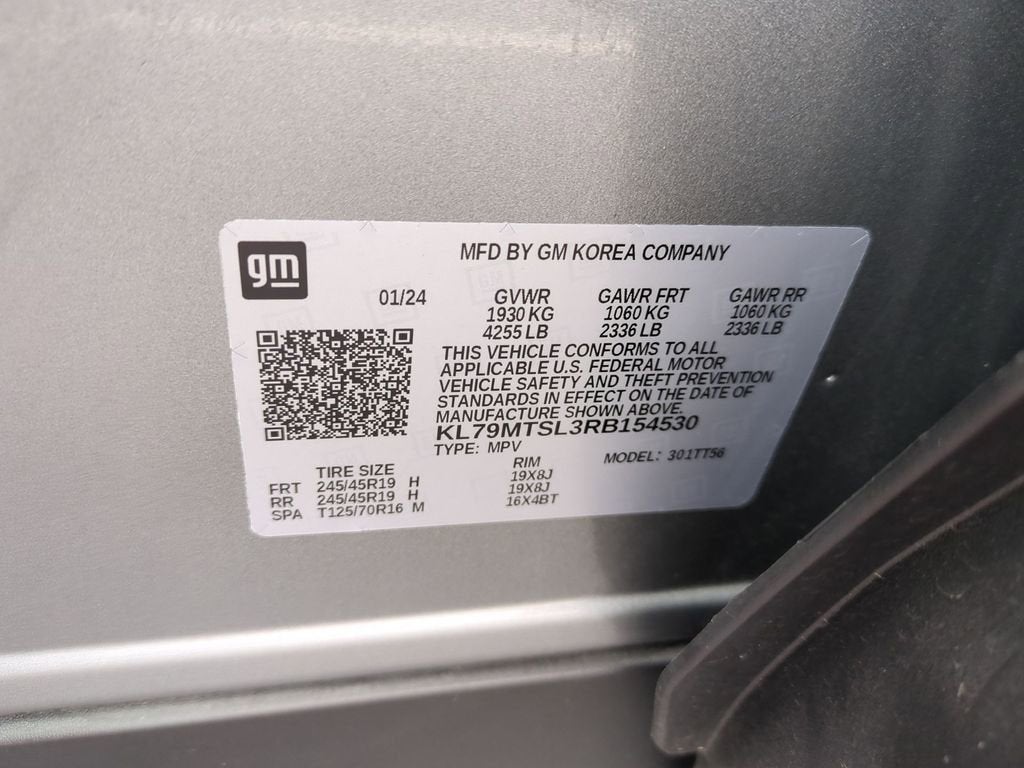 gm
MFD BY GM KOREA COMPANY
01/24 GVWR GAWR FRT GAWR RR
1930 KG 1060 KG 1060 KG
4255 LB 2336 LB 2336 LB
THIS VEHICLE CONFORMS TO ALL
APPLICABLE U.S. FEDERAL MOTOR
VEHICLE SAFETY AND THEFT PREVENTION
STANDARDS IN EFFECT ON THE DATE OF
MANUFACTURE SHOWN ABOVE.
KL79MTSL3RB154530
TYPE: MPV MODEL: 301TT56
TIRE SIZE RIM
FRT 245/45R19 H 19X8J
RR 245/45R19 H 19X8J
SPA T125/70R16 M 16X4BT